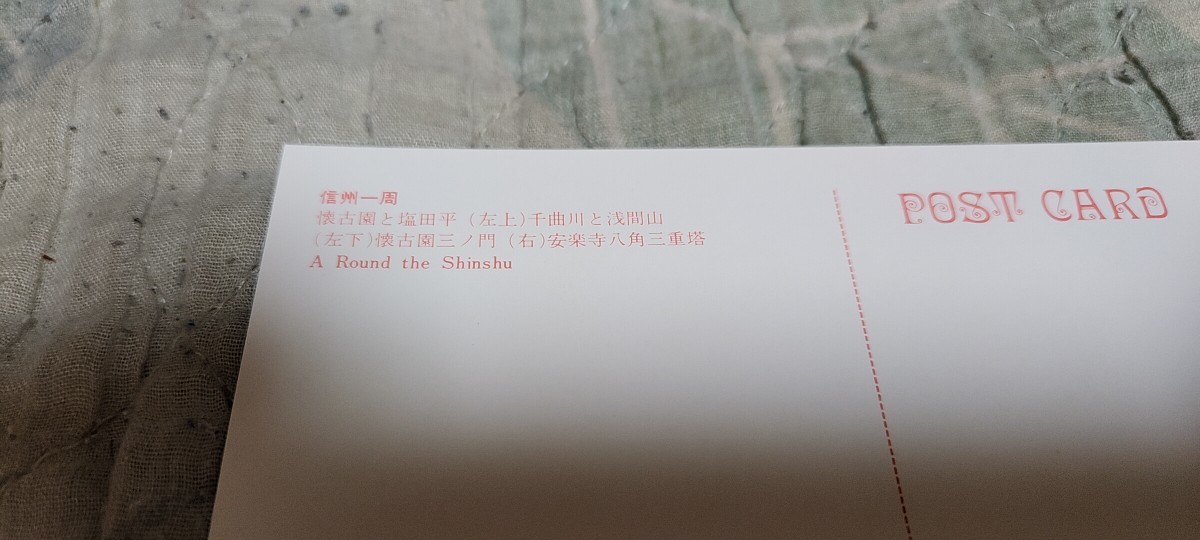 信州一周
懐古園と塩田平 (左上)千曲川と浅間山
(左下)懐古園三ノ門 (右)安楽寺八角三重塔
A Round the Shinshu
POST CARD